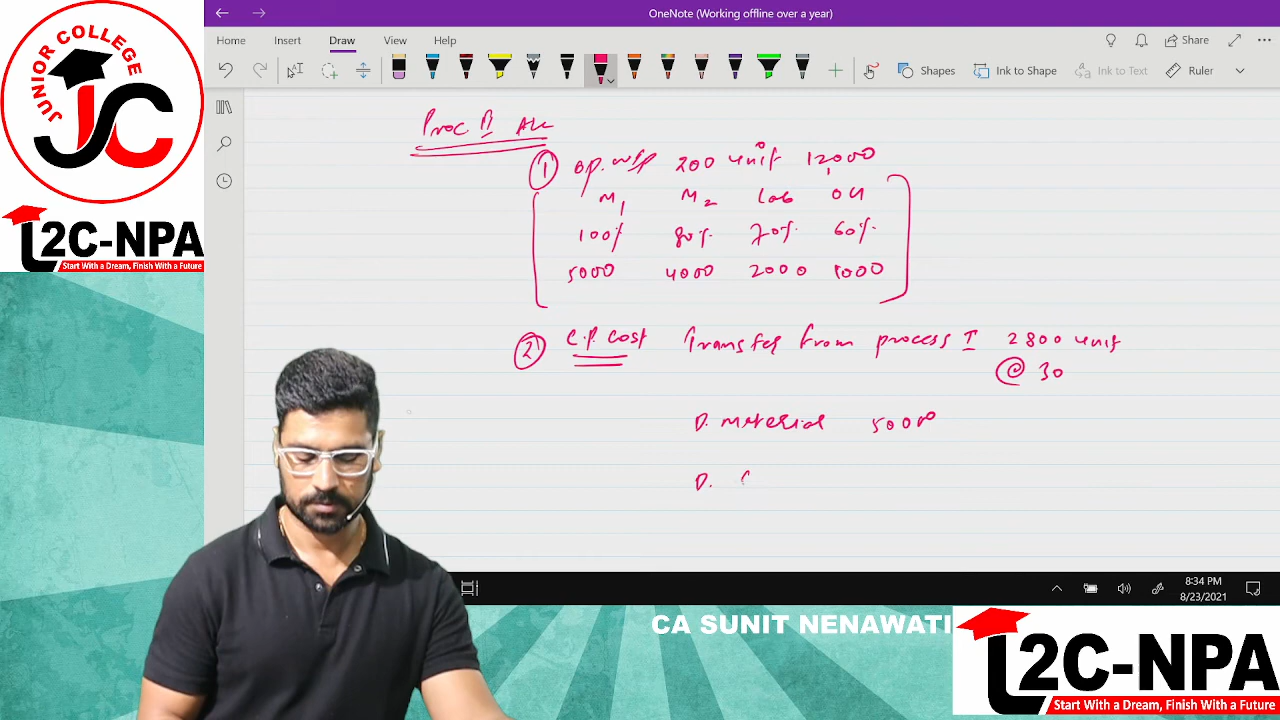 JUNIOR COLLEGE
JC
L2C-NPA
Start With a Dream, Finish With a Future
OneNote (Working offline over a year)
Home Insert Draw View Help
Share
Shapes Ink to Shape Ink to Text Ruler
Proc II A/c
① op. wip 200 unit 12000
M1 M2 Lab OH
100% 80% 70% 60%
5000 4000 2000 1000
② C.P. Cost Transfer from process I 2800 unit
@ 30
D. material 50000
D.
8:34 PM
8/23/2021
CA SUNIT NENAWATI
L2C-NPA
Start With a Dream, Finish With a Future